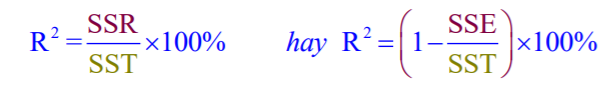 R² = SSR/SST ×100% hay R² = (1 − SSE/SST) ×100%